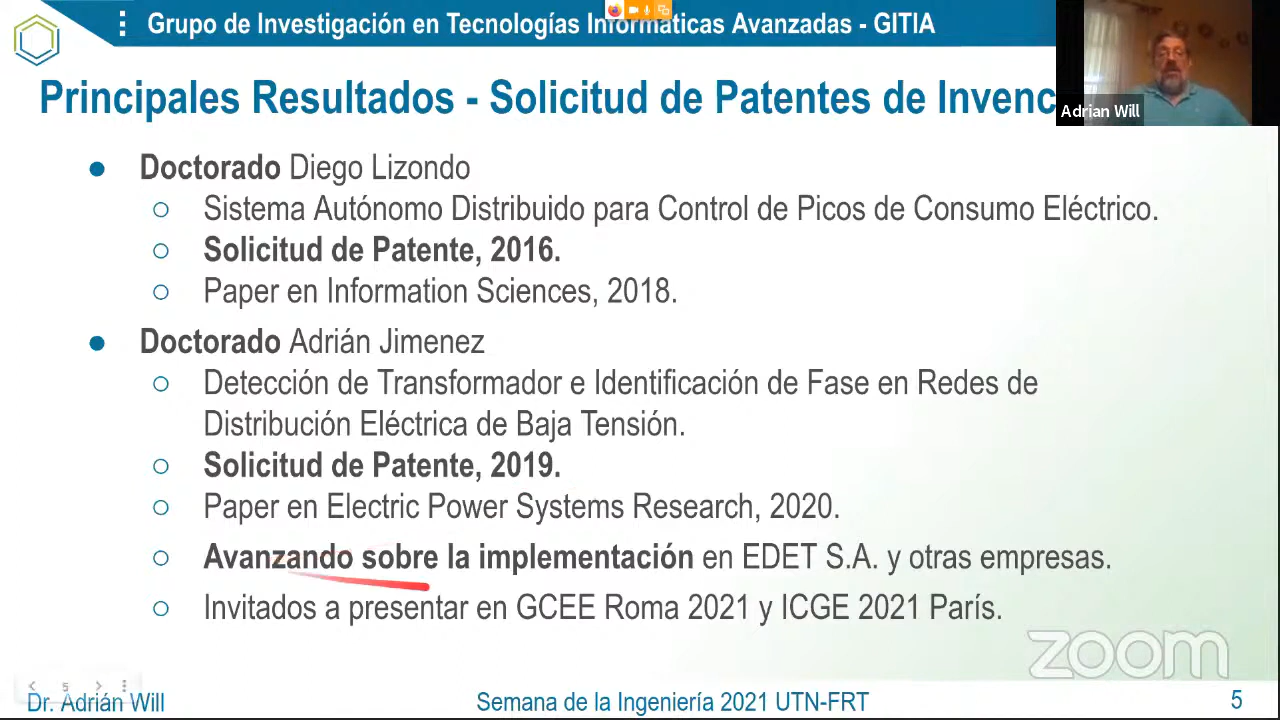 Grupo de Investigación en Tecnologías Informáticas Avanzadas - GITIA
Principales Resultados - Solicitud de Patentes de Invenc
Adrian Will
Doctorado Diego Lizondo
Sistema Autónomo Distribuido para Control de Picos de Consumo Eléctrico.
Solicitud de Patente, 2016.
Paper en Information Sciences, 2018.
Doctorado Adrián Jimenez
Detección de Transformador e Identificación de Fase en Redes de
Distribución Eléctrica de Baja Tensión.
Solicitud de Patente, 2019.
Paper en Electric Power Systems Research, 2020.
Avanzando sobre la implementación en EDET S.A. y otras empresas.
Invitados a presentar en GCEE Roma 2021 y ICGE 2021 París.
zoom
5
Dr. Adrián Will
Semana de la Ingeniería 2021 UTN-FRT
5